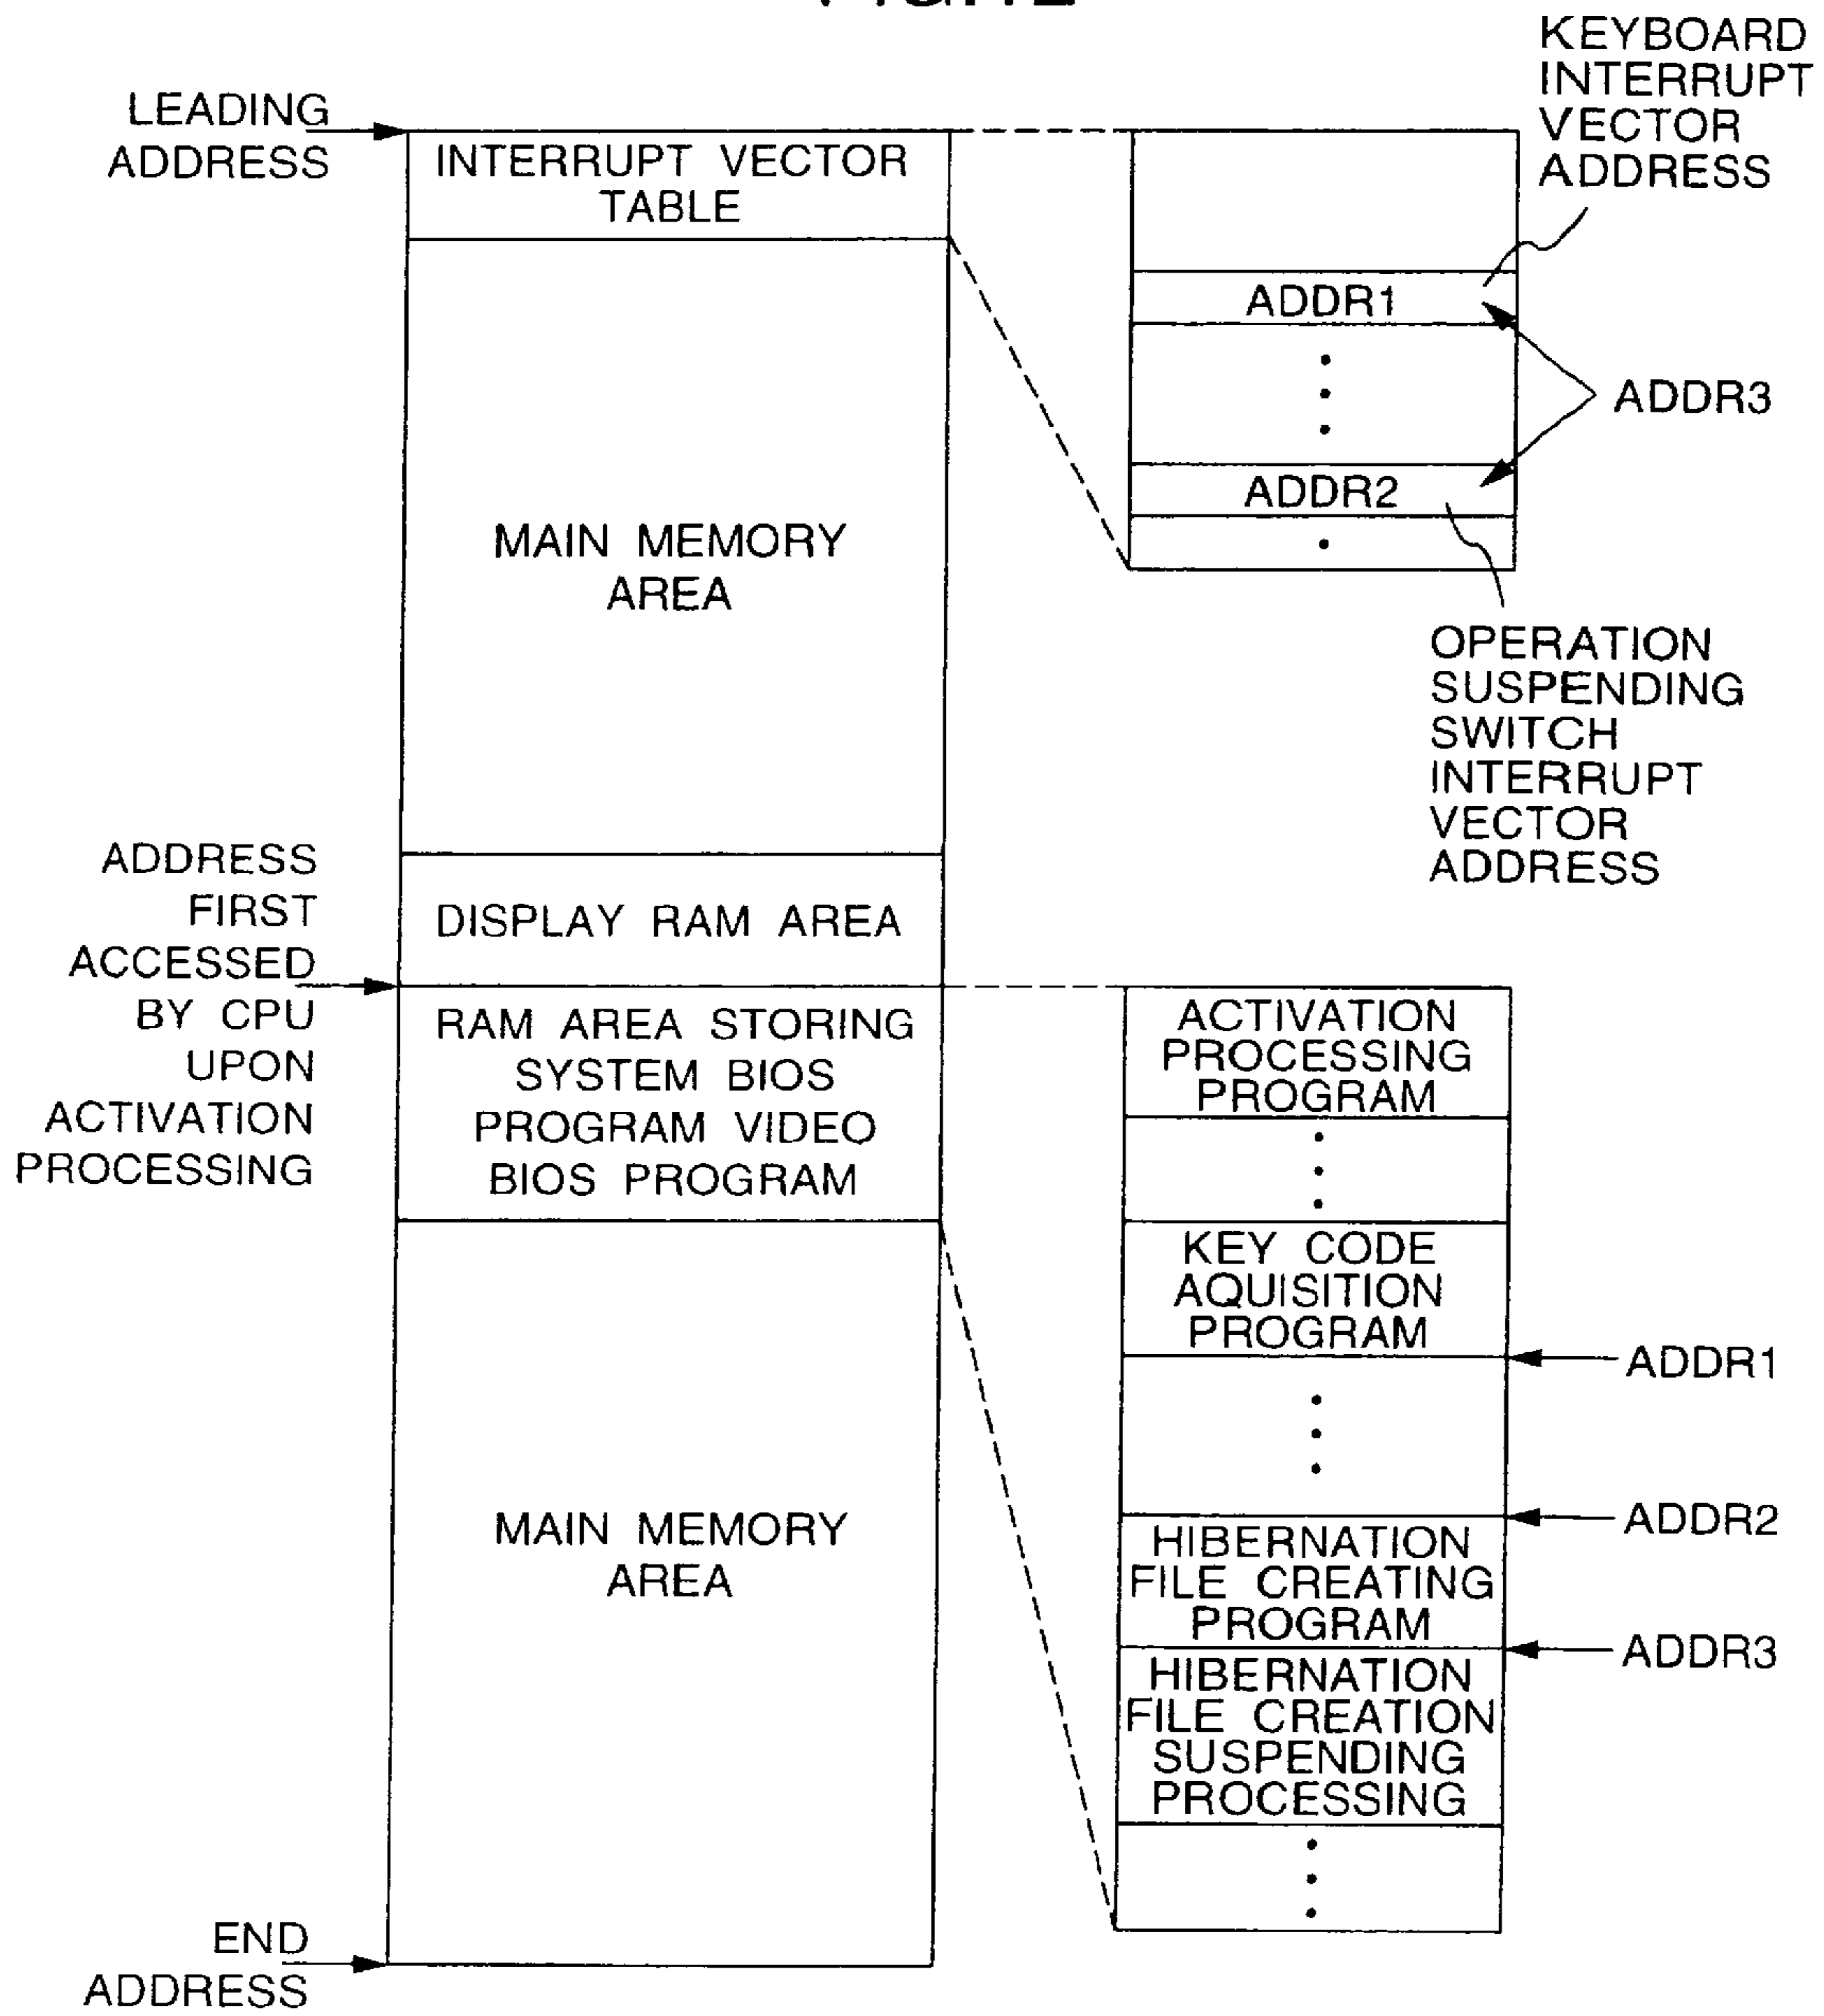 LEADING
ADDRESS
INTERRUPT VECTOR
TABLE
MAIN MEMORY
AREA
ADDRESS
FIRST
ACCESSED
BY CPU
UPON
ACTIVATION
PROCESSING
DISPLAY RAM AREA
RAM AREA STORING
SYSTEM BIOS
PROGRAM VIDEO
BIOS PROGRAM
MAIN MEMORY
AREA
END
ADDRESS
KEYBOARD
INTERRUPT
VECTOR
ADDRESS
ADDR1
ADDR3
ADDR2
OPERATION
SUSPENDING
SWITCH
INTERRUPT
VECTOR
ADDRESS
ACTIVATION
PROCESSING
PROGRAM
KEY CODE
AQUISITION
PROGRAM
ADDR1
ADDR2
HIBERNATION
FILE CREATING
PROGRAM
ADDR3
HIBERNATION
FILE CREATION
SUSPENDING
PROCESSING